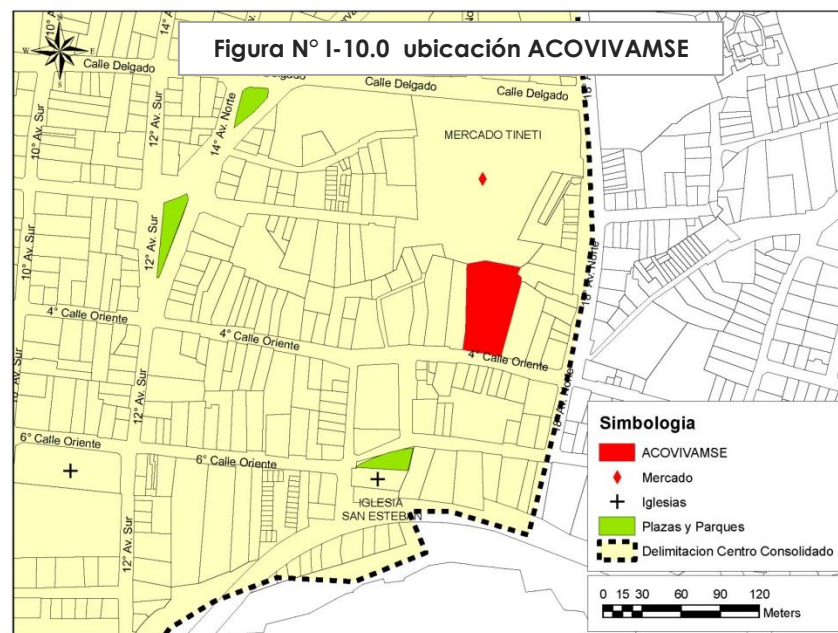 Figura N° I-10.0 ubicación ACOVIVAMSE
N
W
E
S
Calle Delgado
Delgado
Calle Delgado
Calle Delgado
10° Av. Sur
12° Av. Sur
14° Av. Norte
MERCADO TINETI
18° Av. Norte
10° Av. Sur
12° Av. Sur
4° Calle Oriente
4° Calle Oriente
4° Calle Oriente
12° Av. Sur
18° Av. Norte
6° Calle Oriente
6° Calle Oriente
IGLESIA
SAN ESTEBAN
12° Av. Sur
Simbologia
ACOVIVAMSE
Mercado
Iglesias
Plazas y Parques
Delimitacion Centro Consolidado
0 15 30 60 90 120
Meters